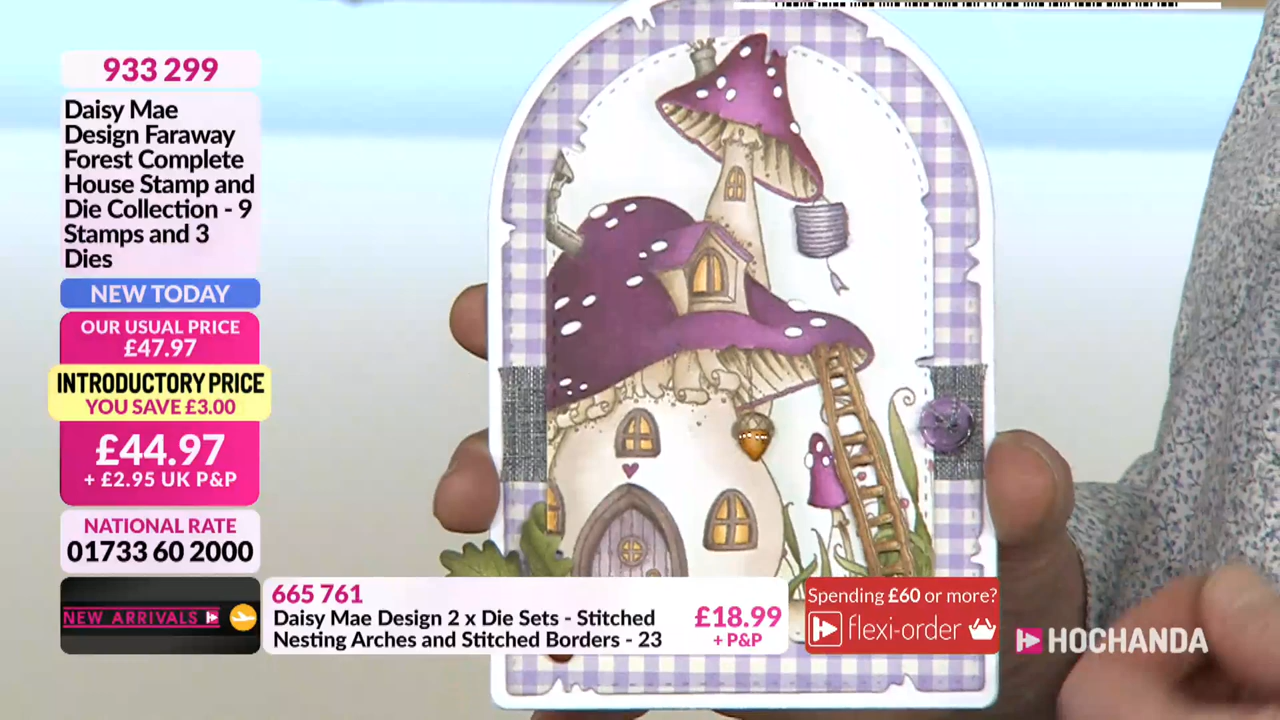 933 299
Daisy Mae
Design Faraway
Forest Complete
House Stamp and
Die Collection - 9
Stamps and 3
Dies
NEW TODAY
OUR USUAL PRICE
£47.97
INTRODUCTORY PRICE
YOU SAVE £3.00
£44.97
+ £2.95 UK P&P
NATIONAL RATE
01733 60 2000
NEW ARRIVALS
665 761
Daisy Mae Design 2 x Die Sets - Stitched
Nesting Arches and Stitched Borders - 23
£18.99
+ P&P
Spending £60 or more?
flexi-order
HOCHANDA